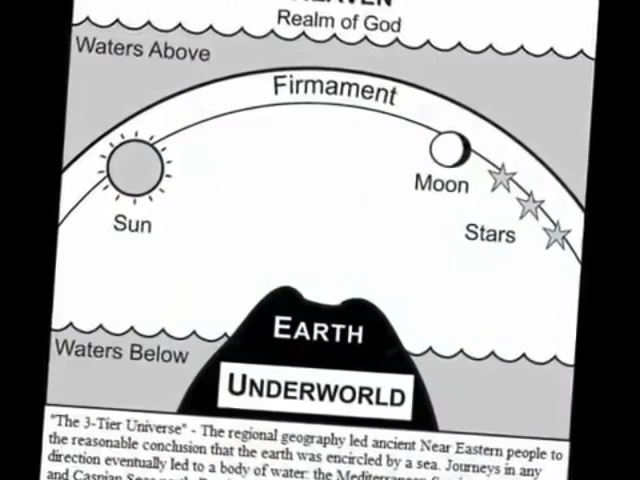 Realm of God
Waters Above
Firmament
Moon
Sun
Stars
EARTH
Waters Below
UNDERWORLD
"The 3-Tier Universe" - The regional geography led ancient Near Eastern people to
the reasonable conclusion that the earth was encircled by a sea. Journeys in any
direction eventually led to a body of water: the Mediterranean
and Caspian